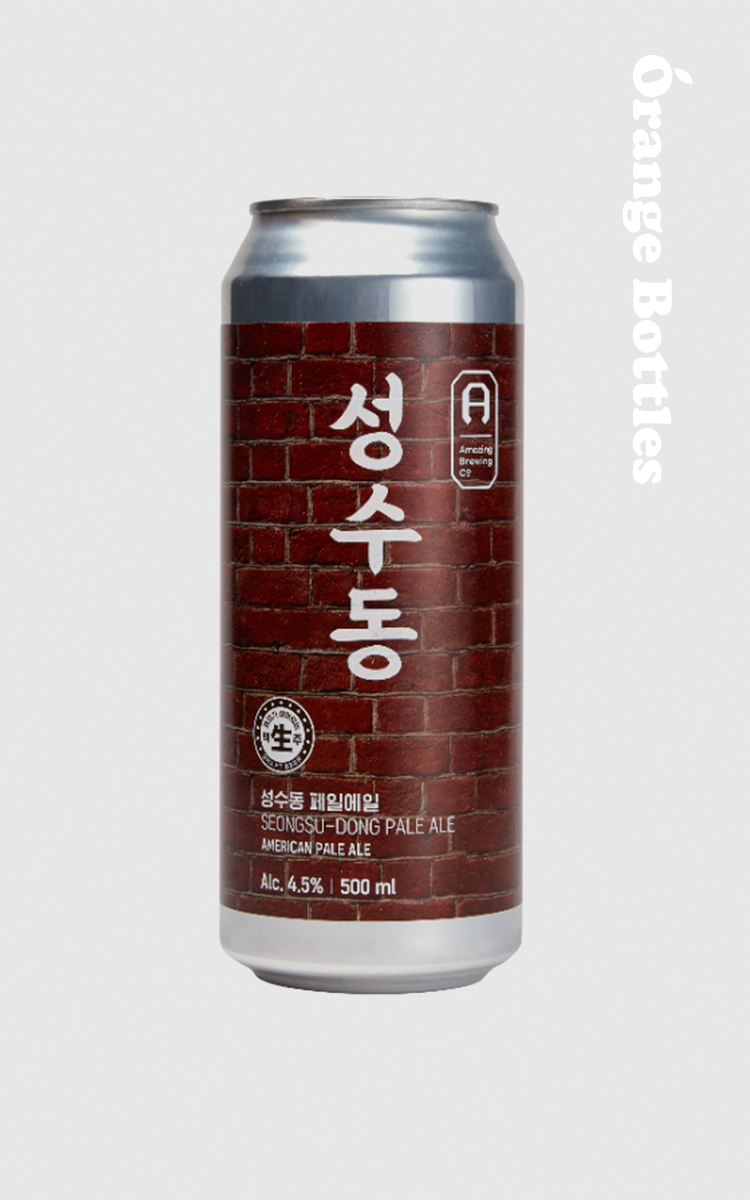 Orange Bottles
성수동
A
Amazing
Brewing
Co
生
성수동 페일에일
SEONGSU-DONG PALE ALE
AMERICAN PALE ALE
Alc. 4.5% | 500 ml